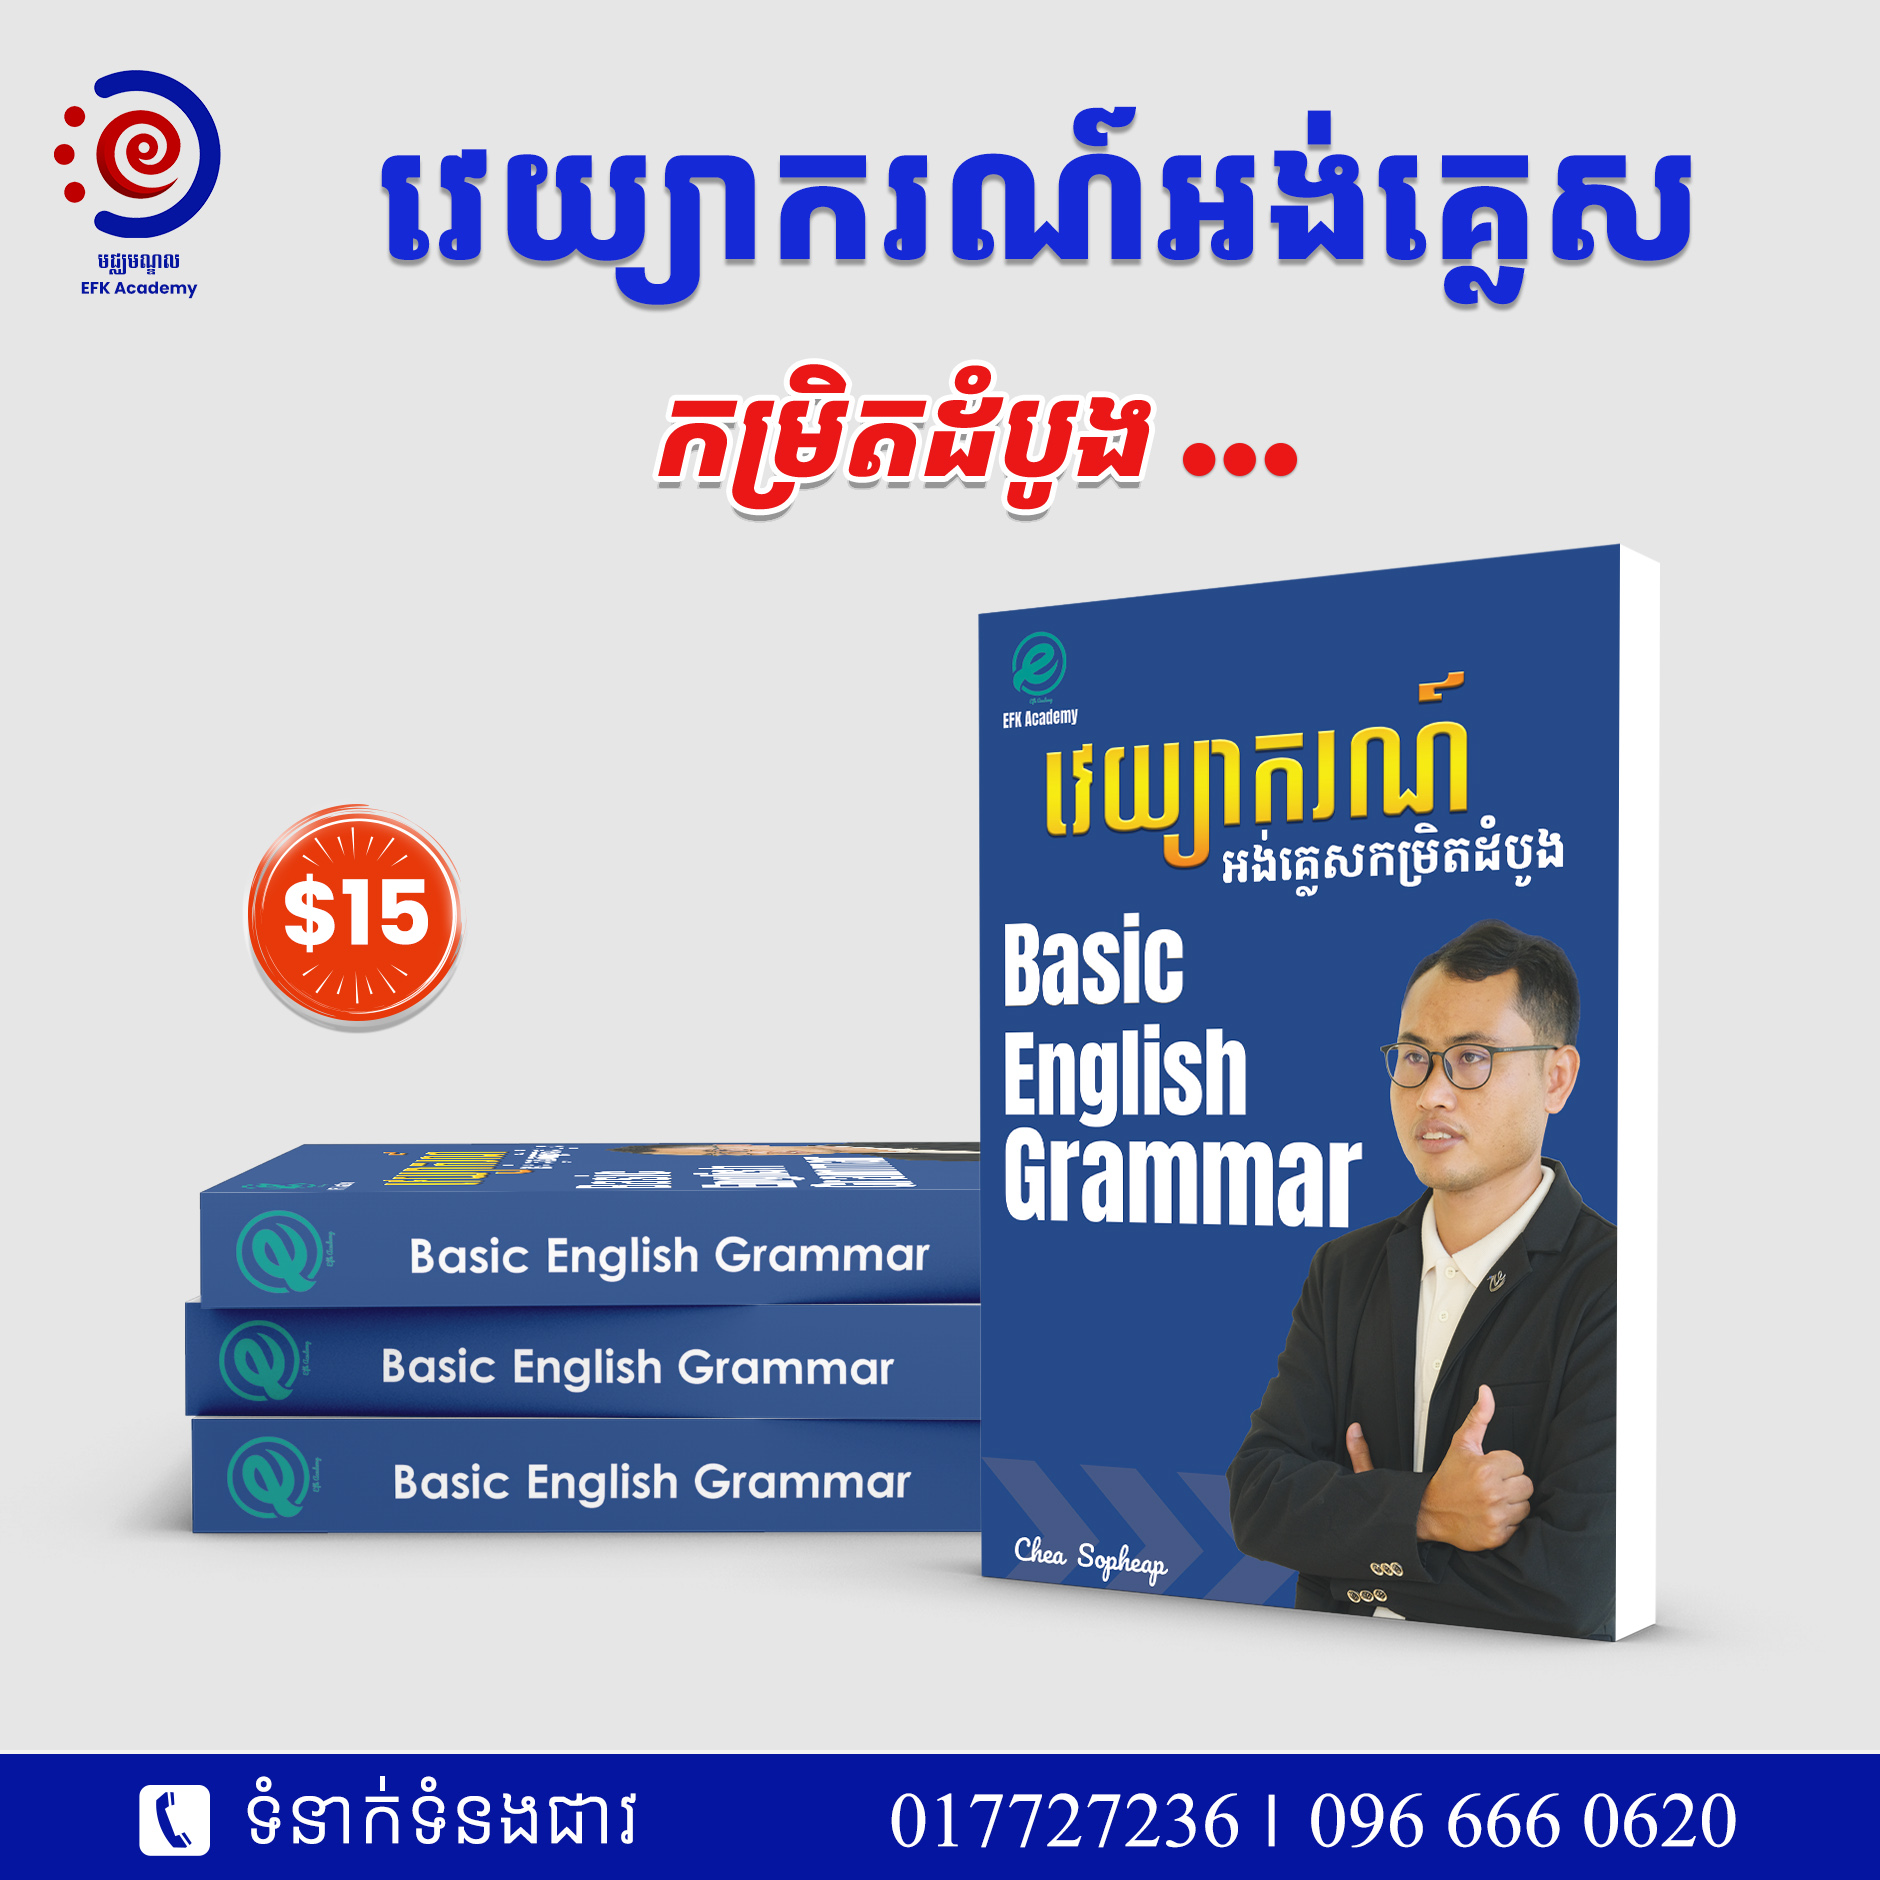 មជ្ឈមណ្ឌល
EFK Academy
វេយ្យាករណ៍អង់គ្លេស
កម្រិតដំបូង ...
EFK Academy
វេយ្យាករណ៍
អង់គ្លេសកម្រិតដំបូង
Basic
English
Grammar
Chea Sopheap
$15
Basic English Grammar
Basic English Grammar
Basic English Grammar
ទំនាក់ទំនងជាវ
017727236 | 096 666 0620